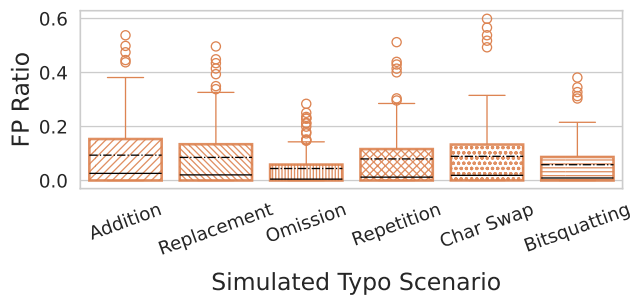 FP Ratio
0.6
0.4
0.2
0.0
Addition
Replacement
Omission
Repetition
Char Swap
Bitsquatting
Simulated Typo Scenario